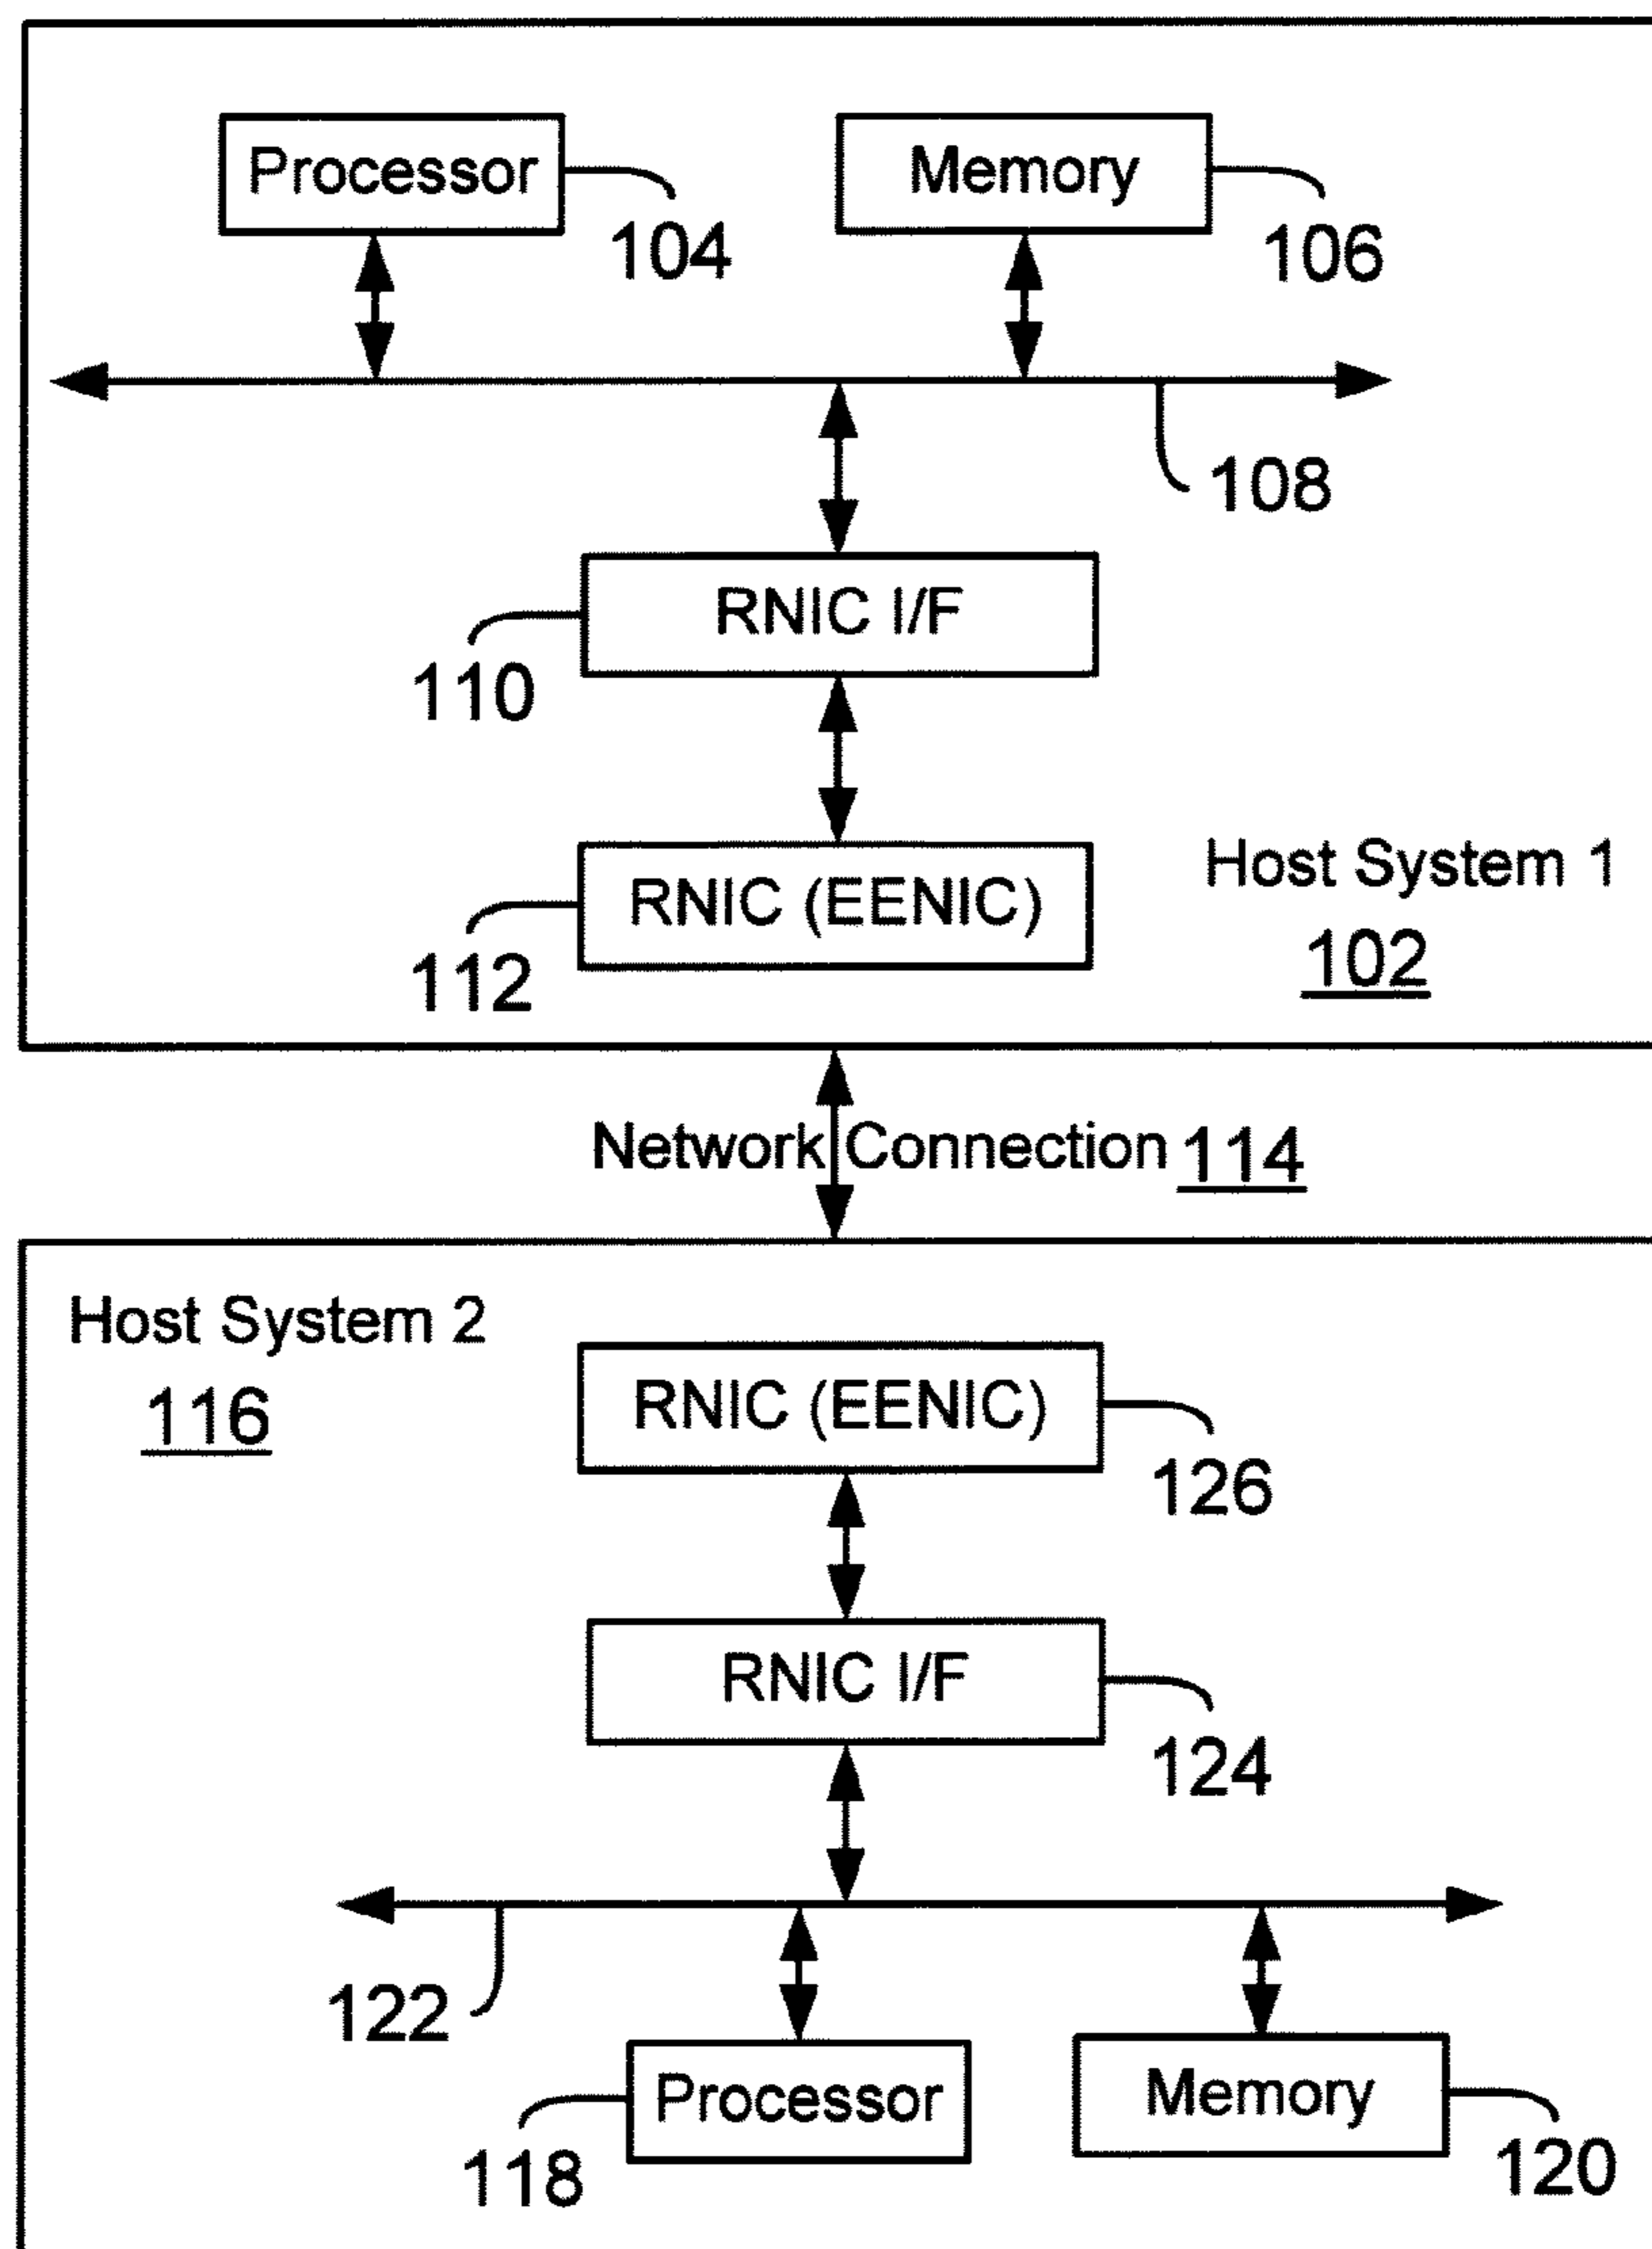 Processor
Memory
104
106
108
RNIC I/F
110
Host System 1
RNIC (EENIC)
102
112
Network Connection 114
Host System 2
RNIC (EENIC)
116
126
RNIC I/F
124
122
Processor
Memory
118
120